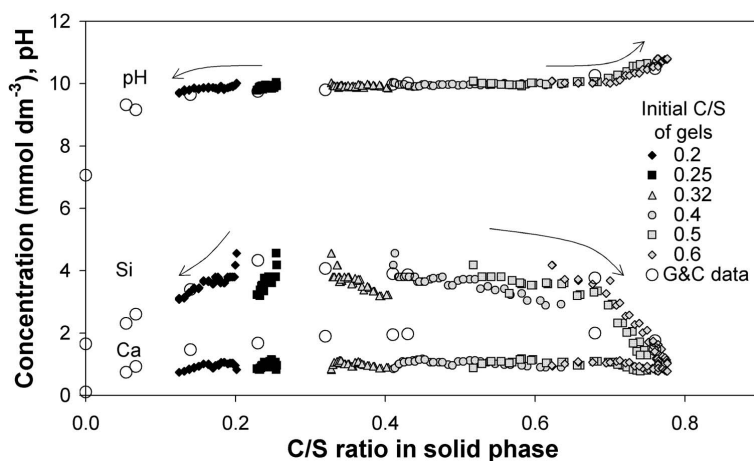 Concentration (mmol dm-3), pH
12
10
8
6
4
2
0
pH
Si
Ca
Initial C/S
of gels
0.2
0.25
0.32
0.4
0.5
0.6
G&C data
0.0
0.2
0.4
0.6
0.8
C/S ratio in solid phase